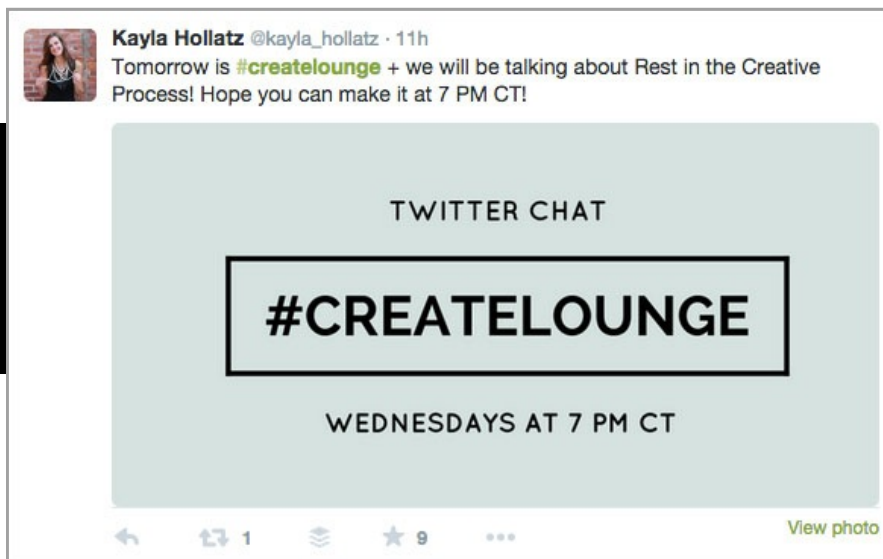 Kayla Hollatz @kayla_hollatz · 11h
Tomorrow is #createlounge + we will be talking about Rest in the Creative
Process! Hope you can make it at 7 PM CT!
TWITTER CHAT
#CREATELOUNGE
WEDNESDAYS AT 7 PM CT
1 9
View photo